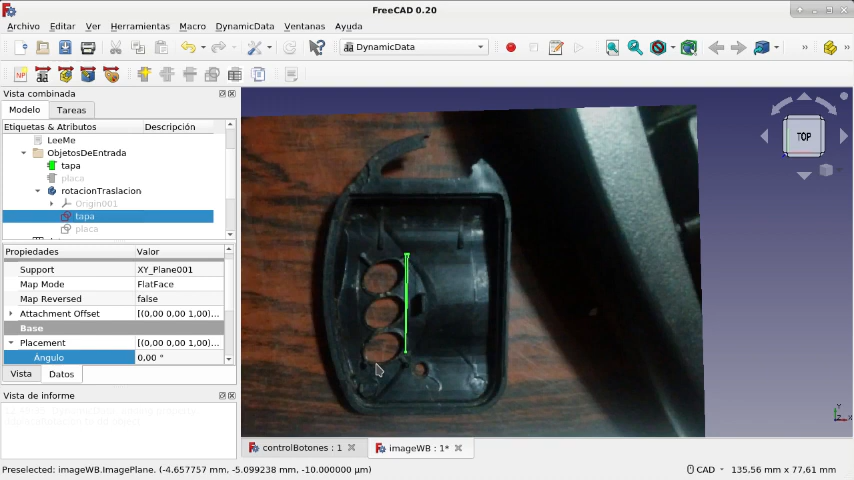 FreeCAD 0.20
Archivo Editar Ver Herramientas Macro DynamicData Ventanas Ayuda
DynamicData
NP
Vista combinada
Modelo Tareas
Etiquetas & Atributos Descripción
LeeMe
ObjetosDeEntrada
tapa
placa
rotacionTraslacion
Origin001
tapa
placa
Propiedades Valor
Support XY_Plane001
Map Mode FlatFace
Map Reversed false
Attachment Offset [(0,00 0,00 1,00)...
Base
Placement [(0,00 0,00 1,00)...
Ángulo 0,00 °
Vista Datos
Vista de informe
TOP
Y
Z X
controlBotones : 1 imageWB : 1*
Preselected: imageWB.ImagePlane. (-4.657757 mm, -5.099238 mm, -10.000000 µm)
CAD 135.56 mm x 77.61 mm